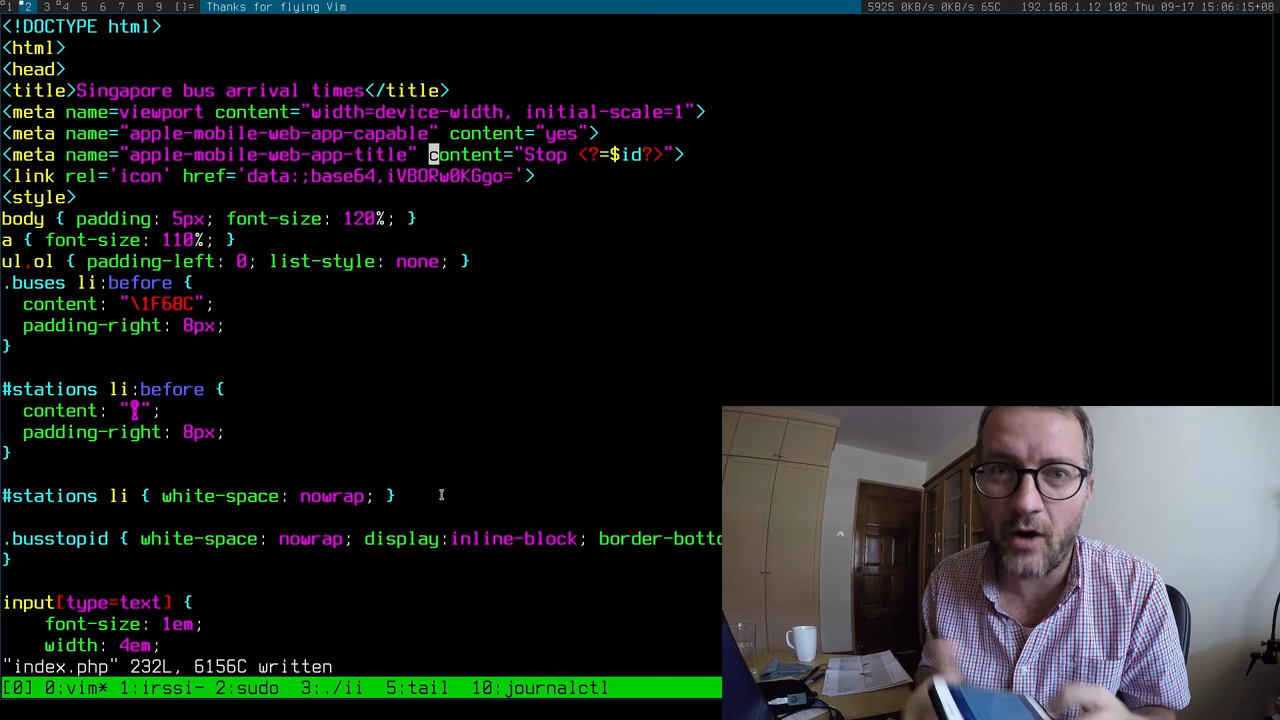 1 2 3 4 5 6 7 8 9 []= Thanks for flying Vim 5925 0KB/s 0KB/s 65C 192.168.1.12 102 Thu 09-17 15:06:15+08
<!DOCTYPE html>
<html>
<head>
<title>Singapore bus arrival times</title>
<meta name=viewport content="width=device-width, initial-scale=1">
<meta name="apple-mobile-web-app-capable" content="yes">
<meta name="apple-mobile-web-app-title" content="Stop <?=$id?>">
<link rel='icon' href='data:;base64,iVBORw0KGgo='>
<style>
body { padding: 5px; font-size: 120%; }
a { font-size: 110%; }
ul,ol { padding-left: 0; list-style: none; }
.buses li:before {
content: "\1F68C";
padding-right: 8px;
}
#stations li:before {
content: "🚏";
padding-right: 8px;
}
#stations li { white-space: nowrap; }
.busstopid { white-space: nowrap; display:inline-block; border-botto
}
input[type=text] {
font-size: 1em;
width: 4em;
"index.php" 232L, 6156C written
[0] 0:vim* 1:irssi- 2:sudo 3:./ii 5:tail 10:journalctl